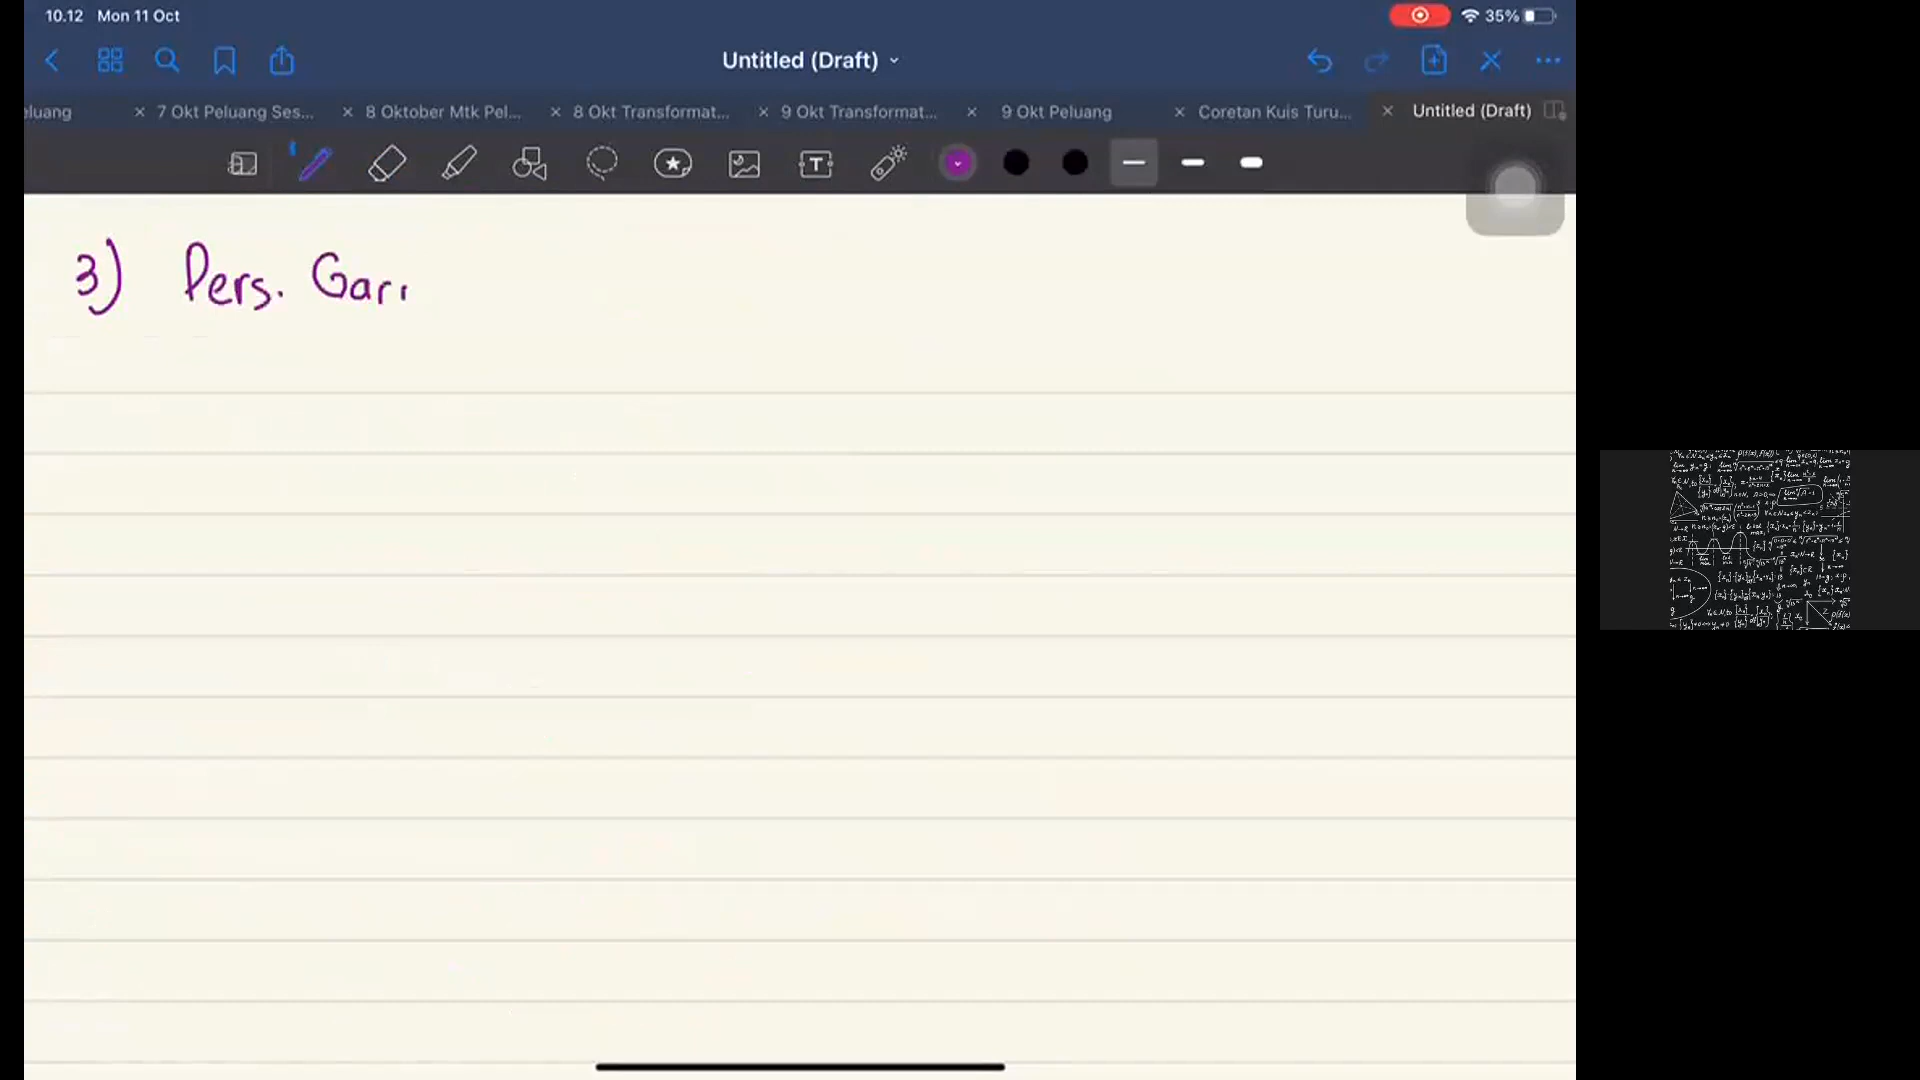 10.12 Mon 11 Oct
35%
Untitled (Draft)
eluang
7 Okt Peluang Ses...
8 Oktober Mtk Pel...
8 Okt Transformat...
9 Okt Transformat...
9 Okt Peluang
Coretan Kuis Turu...
Untitled (Draft)
T
3) Pers. Gari